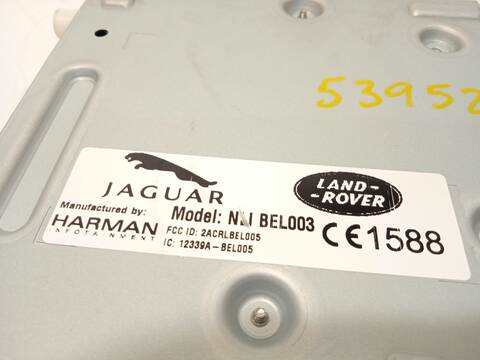 5395
JAGUAR
LAND-
-ROVER
Manufactured by:
HARMAN
Model: BEL003
FCC ID: 2ACRLBEL005
IC: 12339A-BEL005
CE1588